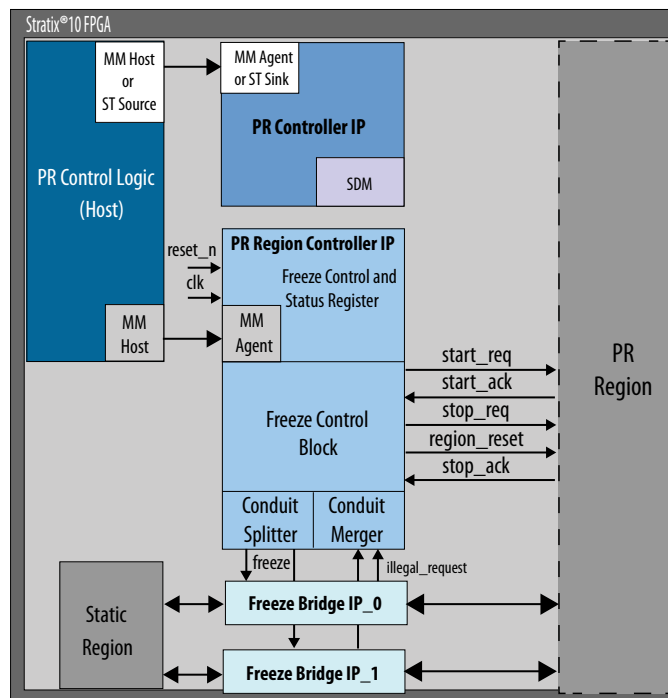 Stratix®10 FPGA
MM Host
or
ST Source
MM Agent
or ST Sink
PR Controller IP
SDM
PR Control Logic
(Host)
MM
Host
reset_n
clk
PR Region Controller IP
Freeze Control and
Status Register
MM
Agent
Freeze Control
Block
Conduit
Splitter
Conduit
Merger
start_req
start_ack
stop_req
region_reset
stop_ack
PR
Region
freeze
illegal_request
Static
Region
Freeze Bridge IP_0
Freeze Bridge IP_1